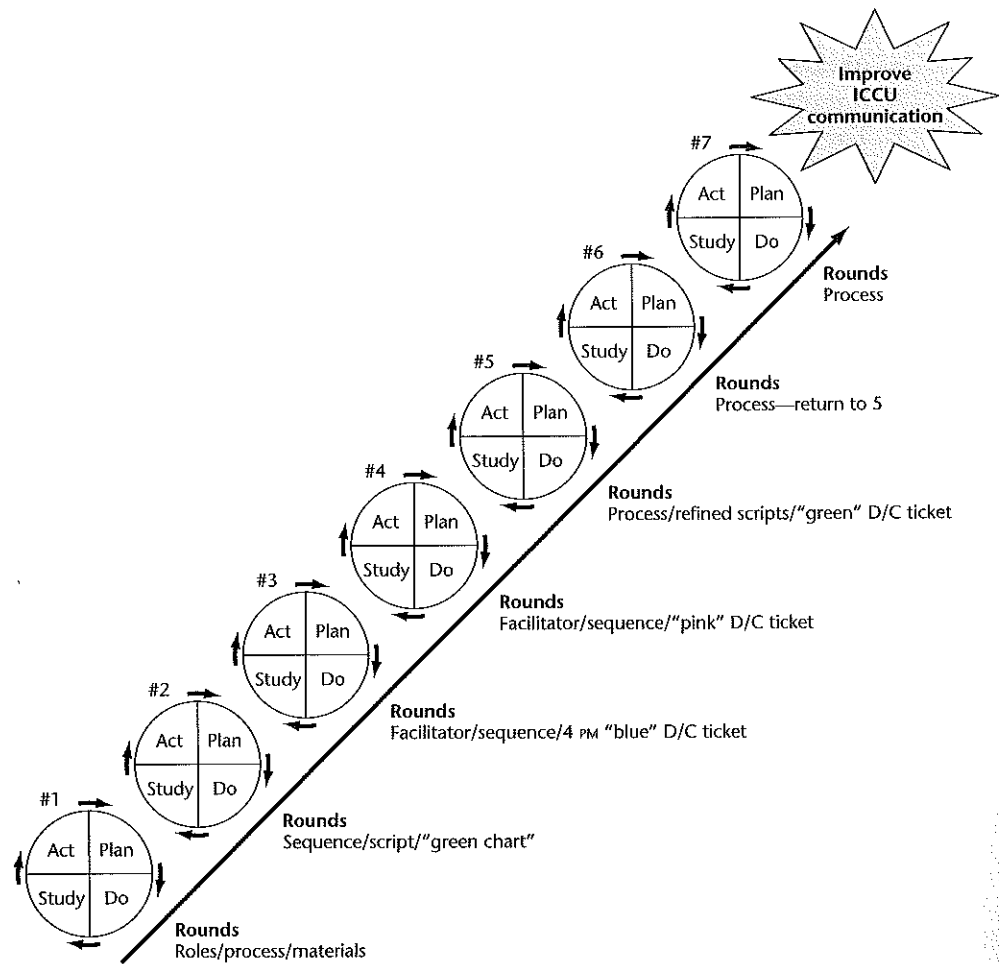 Improve
ICCU
communication
#7
Act Plan
Study Do
Rounds
Process
#6
Act Plan
Study Do
Rounds
Process—return to 5
#5
Act Plan
Study Do
Rounds
Process/refined scripts/“green” D/C ticket
#4
Act Plan
Study Do
Rounds
Facilitator/sequence/“pink” D/C ticket
#3
Act Plan
Study Do
Rounds
Facilitator/sequence/4 PM “blue” D/C ticket
#2
Act Plan
Study Do
Rounds
Sequence/script/“green chart”
#1
Act Plan
Study Do
Rounds
Roles/process/materials